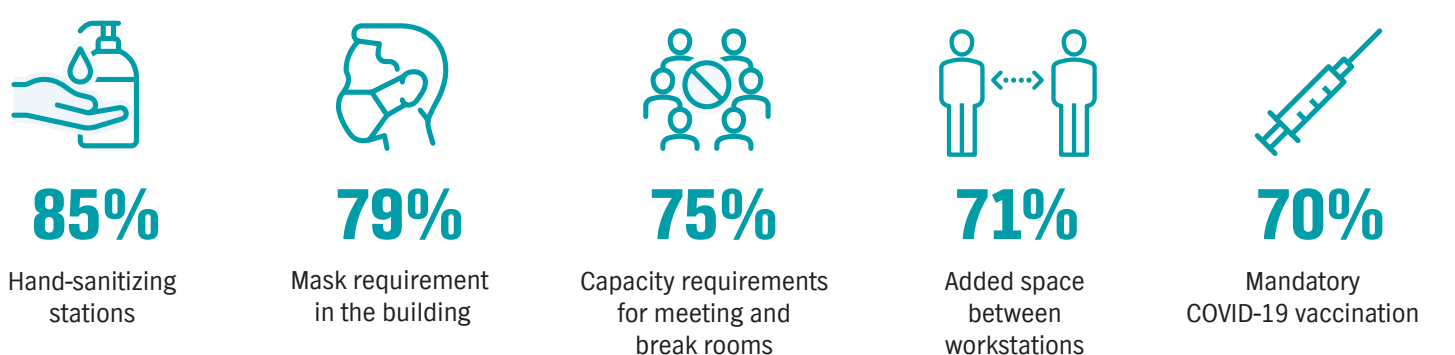 85%
Hand-sanitizing
stations
79%
Mask requirement
in the building
75%
Capacity requirements
for meeting and
break rooms
71%
Added space
between
workstations
70%
Mandatory
COVID-19 vaccination